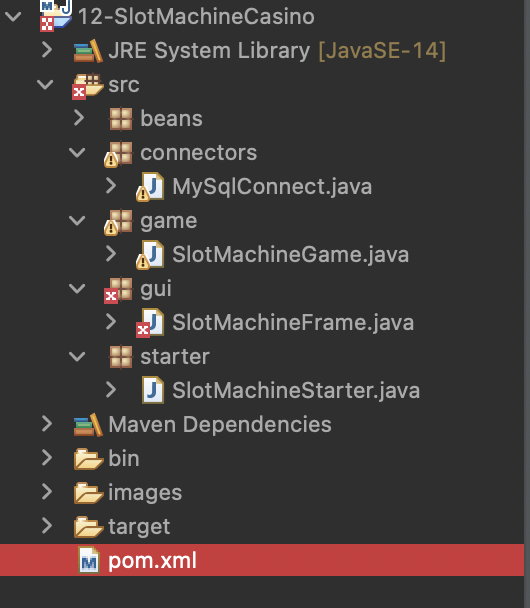 12-SlotMachineCasino
JRE System Library [JavaSE-14]
src
beans
connectors
MySqlConnect.java
game
SlotMachineGame.java
gui
SlotMachineFrame.java
starter
SlotMachineStarter.java
Maven Dependencies
bin
images
target
pom.xml